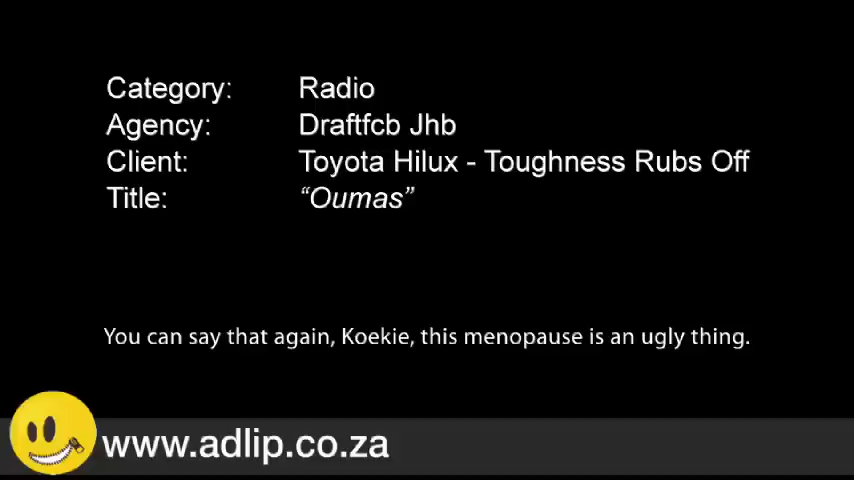 Category: Radio
Agency: Draftfcb Jhb
Client: Toyota Hilux - Toughness Rubs Off
Title: “Oumas”
You can say that again, Koekie, this menopause is an ugly thing.
www.adlip.co.za